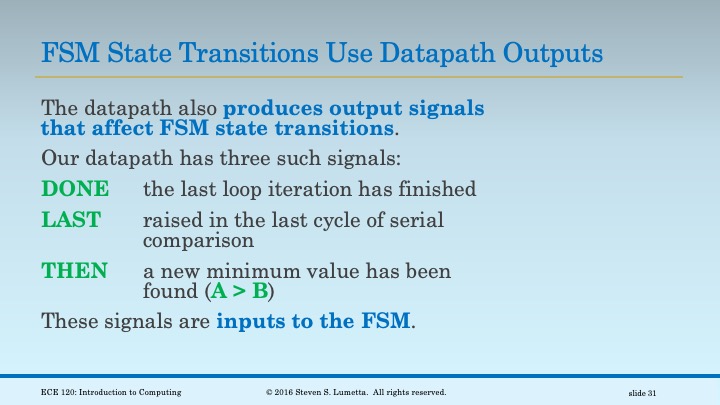 FSM State Transitions Use Datapath Outputs
The datapath also produces output signals
that affect FSM state transitions.
Our datapath has three such signals:
DONE the last loop iteration has finished
LAST raised in the last cycle of serial
comparison
THEN a new minimum value has been
found (A > B)
These signals are inputs to the FSM.
ECE 120: Introduction to Computing © 2016 Steven S. Lumetta. All rights reserved. slide 31